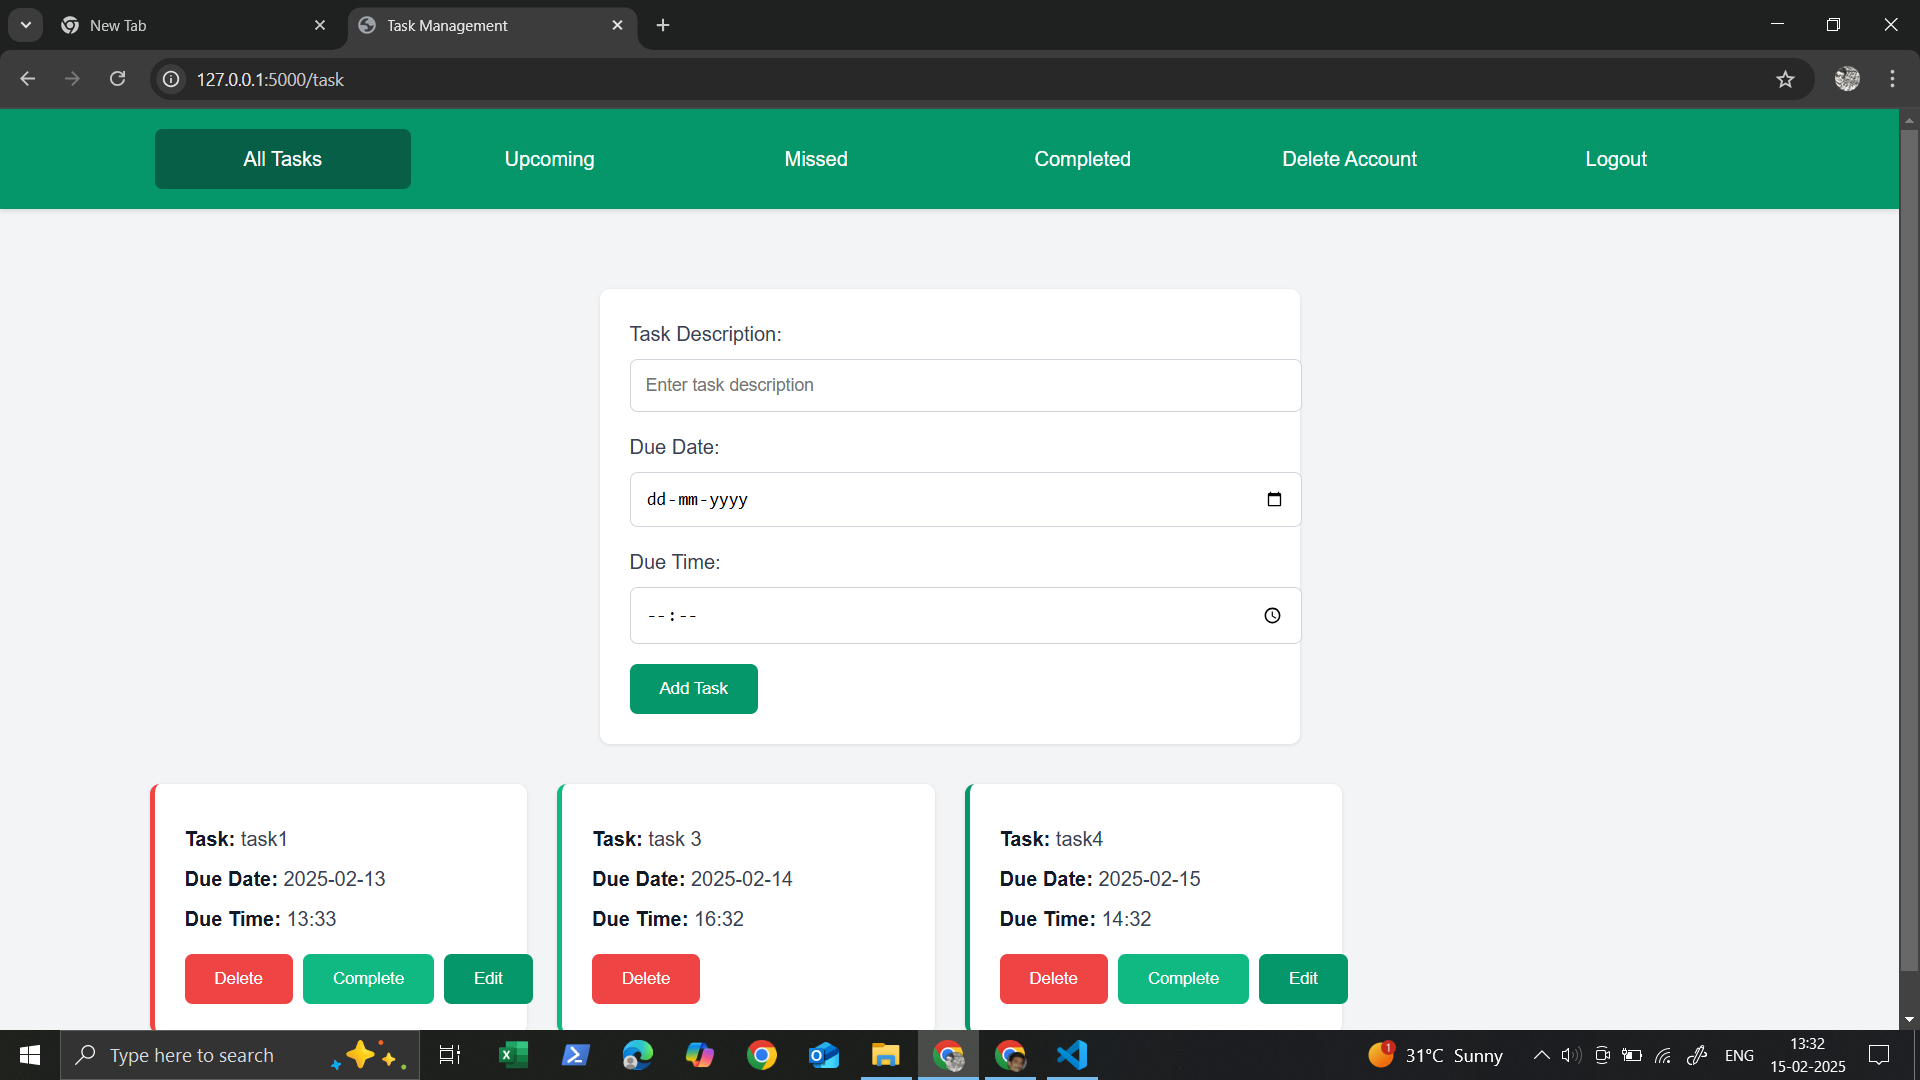 New Tab
Task Management
127.0.0.1:5000/task
All Tasks Upcoming Missed Completed Delete Account Logout
Task Description:
Enter task description
Due Date:
dd-mm-yyyy
Due Time:
--:--
Add Task
Task: task1
Due Date: 2025-02-13
Due Time: 13:33
Delete Complete Edit
Task: task 3
Due Date: 2025-02-14
Due Time: 16:32
Delete
Task: task4
Due Date: 2025-02-15
Due Time: 14:32
Delete Complete Edit
Type here to search
1
31°C Sunny
ENG
13:32
15-02-2025